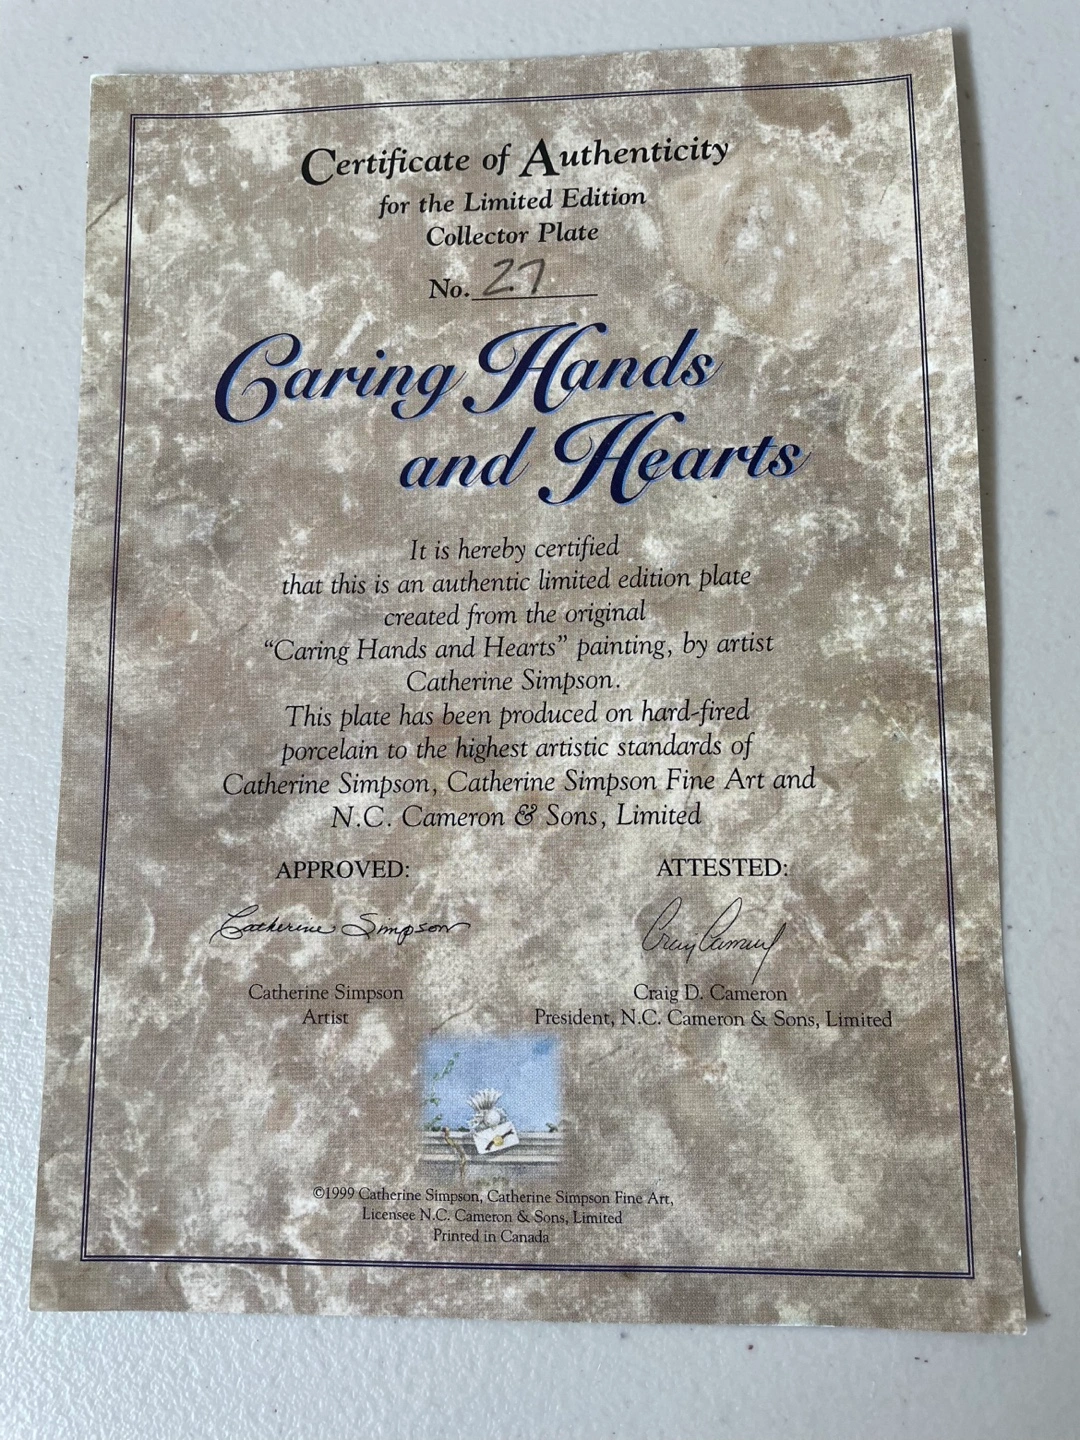 Certificate of Authenticity
for the Limited Edition
Collector Plate
No. 27
Caring Hands
and Hearts
It is hereby certified
that this is an authentic limited edition plate
created from the original
“Caring Hands and Hearts” painting, by artist
Catherine Simpson.
This plate has been produced on hard-fired
porcelain to the highest artistic standards of
Catherine Simpson, Catherine Simpson Fine Art and
N.C. Cameron & Sons, Limited
APPROVED: ATTESTED:
Catherine Simpson Craig Cameron
Catherine Simpson Craig D. Cameron
Artist President, N.C. Cameron & Sons, Limited
©1999 Catherine Simpson, Catherine Simpson Fine Art,
Licensee N.C. Cameron & Sons, Limited
Printed in Canada